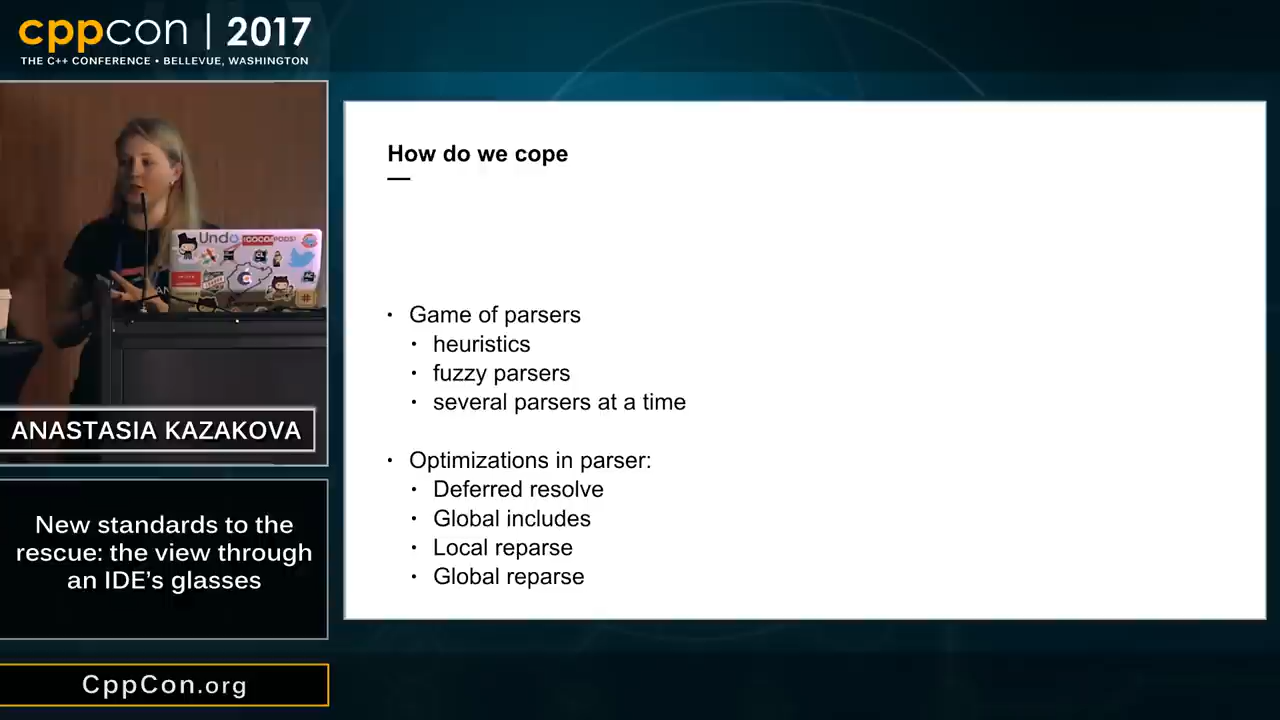 cppcon | 2017
THE C++ CONFERENCE • BELLEVUE, WASHINGTON
Undo
ANASTASIA KAZAKOVA
New standards to the
rescue: the view through
an IDE's glasses
CppCon.org
How do we cope
• Game of parsers
• heuristics
• fuzzy parsers
• several parsers at a time
• Optimizations in parser:
• Deferred resolve
• Global includes
• Local reparse
• Global reparse